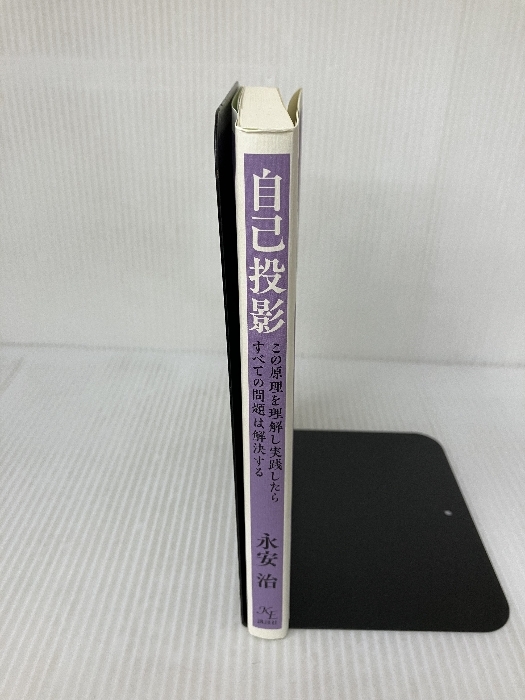 自己投影
この原理を理解し実践したら
すべての問題は解決する
永安 治
KE